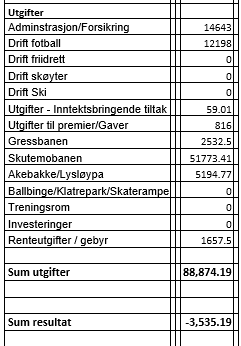 Utgifter
Adminstrasjon/Forsikring 14643
Drift fotball 12198
Drift friidrett 0
Drift skøyter 0
Drift Ski 0
Utgifter - Inntektsbringende tiltak 59.01
Utgifter til premier/Gaver 816
Gressbanen 2532.5
Skutemobanen 51773.41
Akebakke/Lysløypa 5194.77
Ballbinge/Klatrepark/Skaterampe 0
Treningsrom 0
Investeringer 0
Renteutgifter / gebyr 1657.5
Sum utgifter 88,874.19
Sum resultat -3,535.19